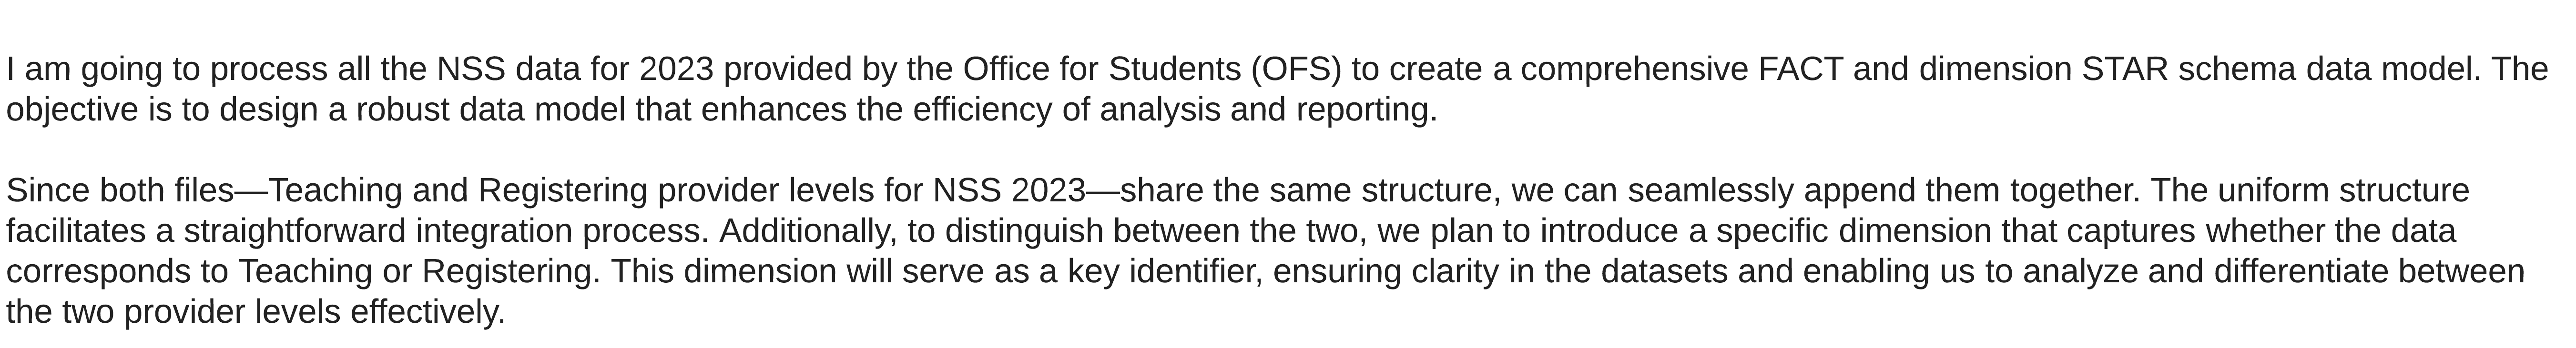 I am going to process all the NSS data for 2023 provided by the Office for Students (OFS) to create a comprehensive FACT and dimension STAR schema data model. The
objective is to design a robust data model that enhances the efficiency of analysis and reporting.
Since both files—Teaching and Registering provider levels for NSS 2023—share the same structure, we can seamlessly append them together. The uniform structure
facilitates a straightforward integration process. Additionally, to distinguish between the two, we plan to introduce a specific dimension that captures whether the data
corresponds to Teaching or Registering. This dimension will serve as a key identifier, ensuring clarity in the datasets and enabling us to analyze and differentiate between
the two provider levels effectively.